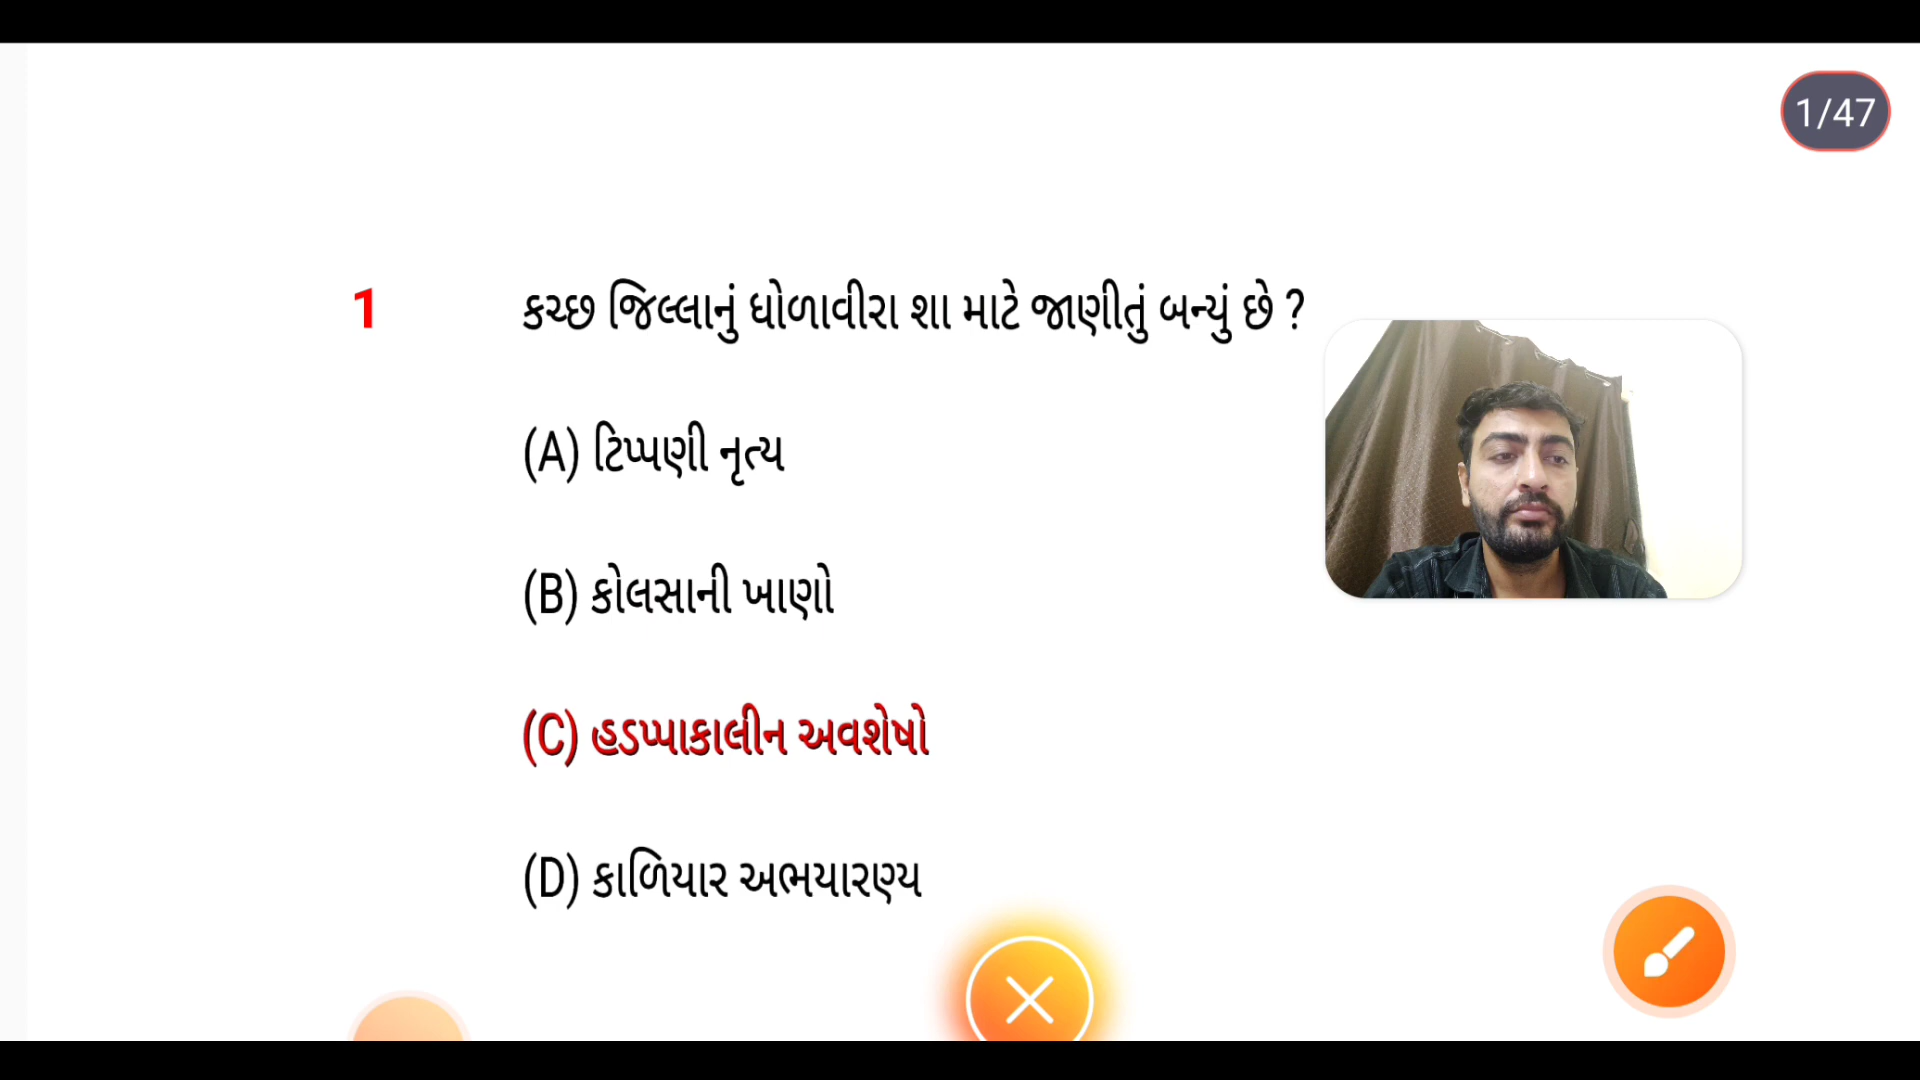 1/47
1 કચ્છ જિલ્લાનું ધોળાવીરા શા માટે જાણીતું બન્યું છે ?
(A) ટિપ્પણી નૃત્ય
(B) કોલસાની ખાણો
(C) હડપ્પાકાલીન અવશેષો
(D) કાળિયાર અભયારણ્ય